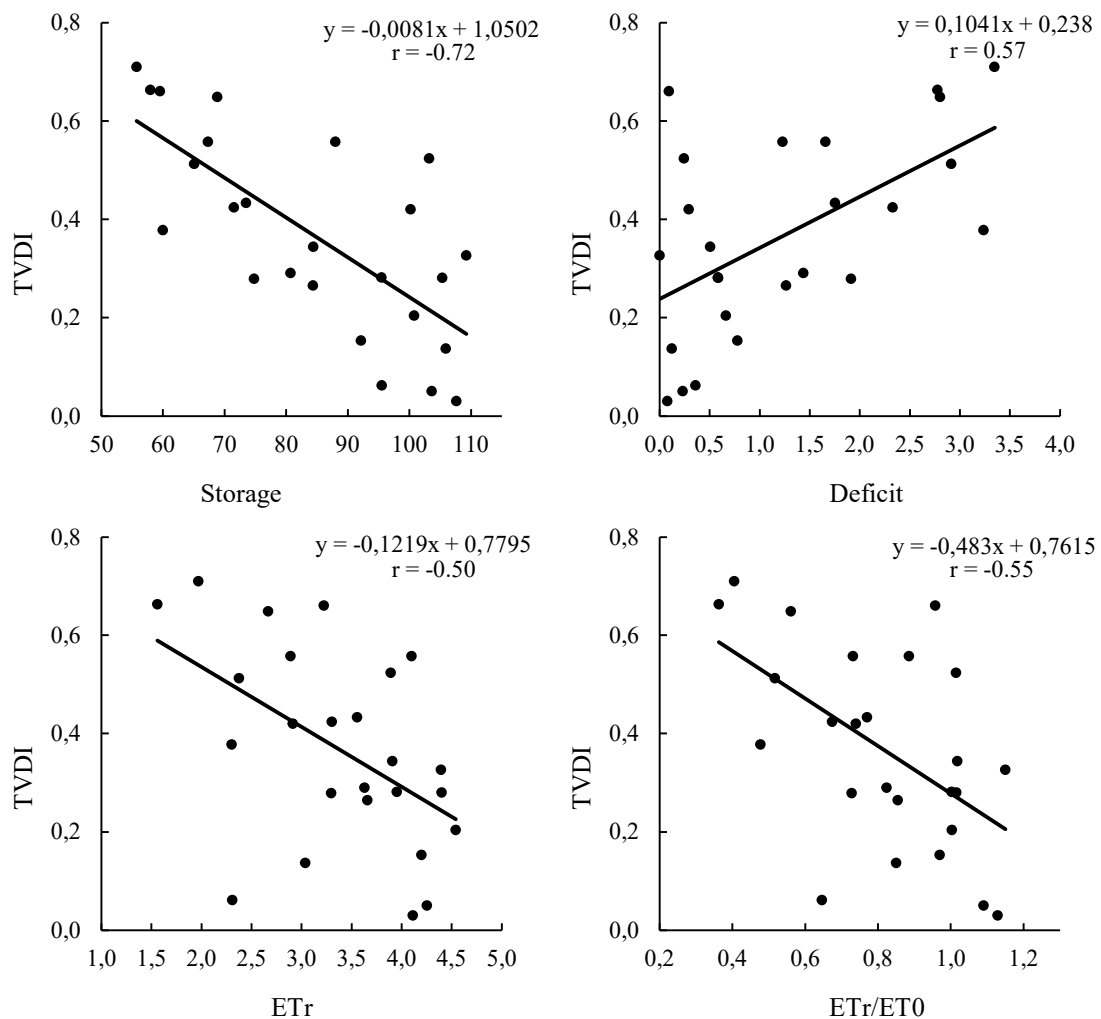 y = -0,0081x + 1,0502
r = -0.72
0,8
0,6
0,4
0,2
0,0
TVDI
50 60 70 80 90 100 110
Storage
y = 0,1041x + 0,238
r = 0.57
0,8
0,6
0,4
0,2
0,0
TVDI
0,0 0,5 1,0 1,5 2,0 2,5 3,0 3,5 4,0
Deficit
y = -0,1219x + 0,7795
r = -0.50
0,8
0,6
0,4
0,2
0,0
TVDI
1,0 1,5 2,0 2,5 3,0 3,5 4,0 4,5 5,0
ETr
y = -0,483x + 0,7615
r = -0.55
0,8
0,6
0,4
0,2
0,0
TVDI
0,2 0,4 0,6 0,8 1,0 1,2
ETr/ET0